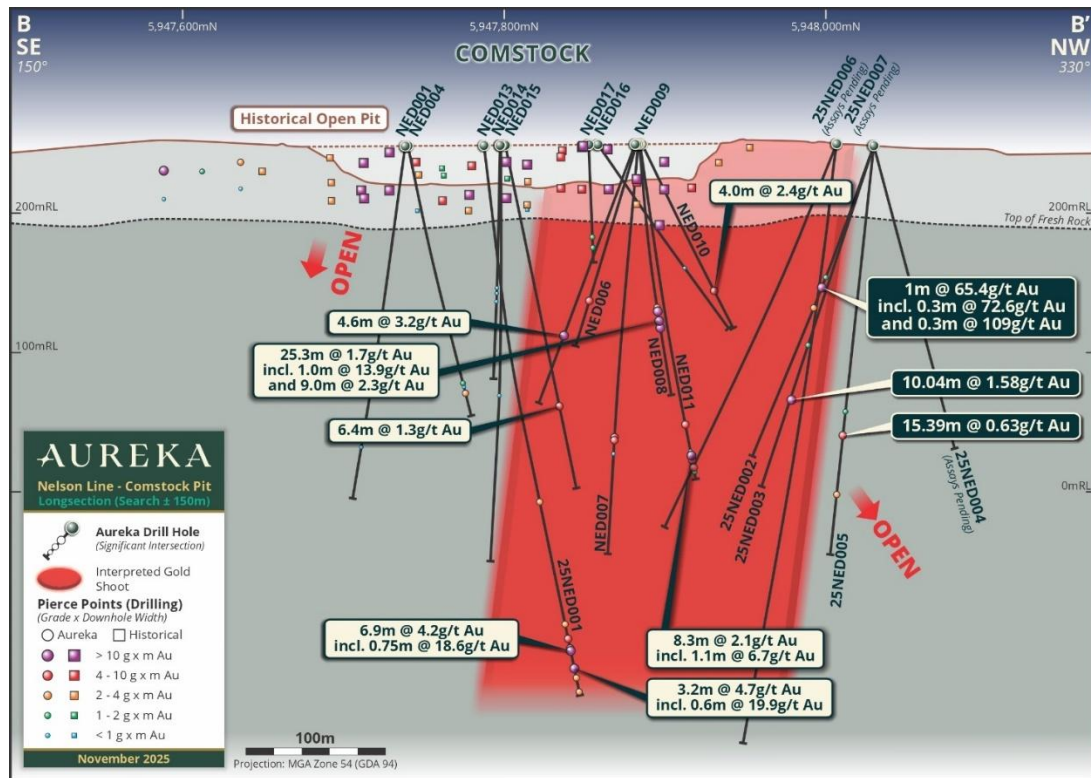 B
SE
150°
5,947,600mN
5,947,800mN
5,948,000mN
B'
NW
330°
COMSTOCK
Historical Open Pit
NED001
NED004
NED013
NED014
NED015
NED017
NED016
NED009
25NED006
(Assays Pending)
25NED007
(Assays Pending)
200mRL
200mRL
Top of Fresh Rock
OPEN
NED010
4.0m @ 2.4g/t Au
1m @ 65.4g/t Au
incl. 0.3m @ 72.6g/t Au
and 0.3m @ 109g/t Au
NED006
4.6m @ 3.2g/t Au
25.3m @ 1.7g/t Au
incl. 1.0m @ 13.9g/t Au
and 9.0m @ 2.3g/t Au
NED008
NED011
100mRL
100mRL
10.04m @ 1.58g/t Au
6.4m @ 1.3g/t Au
15.39m @ 0.63g/t Au
25NED002
25NED003
25NED004
(Assays Pending)
0mRL
NED007
25NED005
OPEN
25NED001
6.9m @ 4.2g/t Au
incl. 0.75m @ 18.6g/t Au
8.3m @ 2.1g/t Au
incl. 1.1m @ 6.7g/t Au
3.2m @ 4.7g/t Au
incl. 0.6m @ 19.9g/t Au
AUREKA
Nelson Line - Comstock Pit
Longsection (Search ± 150m)
Aureka Drill Hole
(Significant Intersection)
Interpreted Gold
Shoot
Pierce Points (Drilling)
(Grade x Downhole Width)
Aureka Historical
> 10 g x m Au
4 - 10 g x m Au
2 - 4 g x m Au
1 - 2 g x m Au
< 1 g x m Au
November 2025
100m
Projection: MGA Zone 54 (GDA 94)